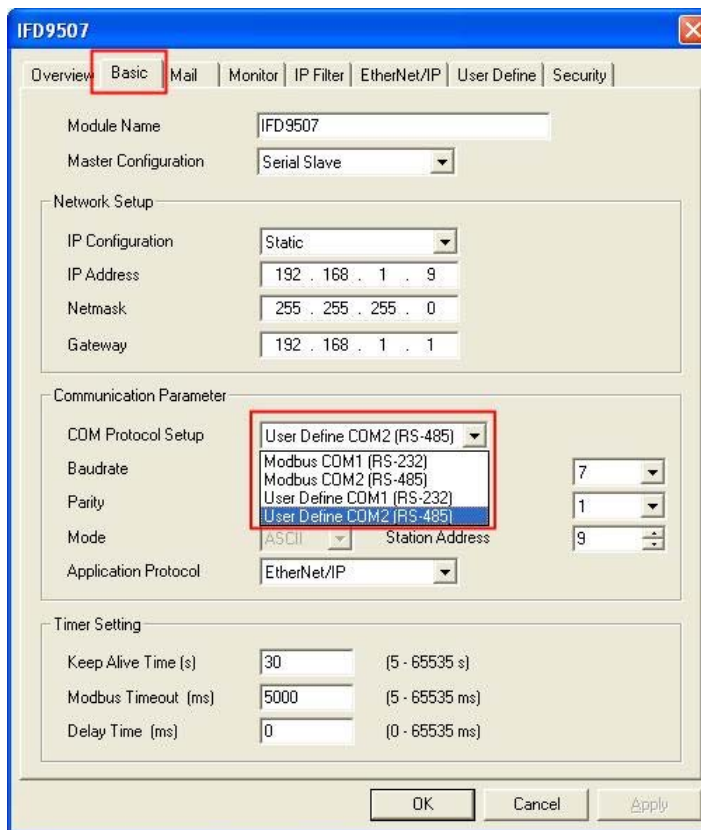 IFD9507
Overview Basic Mail Monitor IP Filter EtherNet/IP User Define Security
Module Name IFD9507
Master Configuration Serial Slave
Network Setup
IP Configuration Static
IP Address 192 . 168 . 1 . 9
Netmask 255 . 255 . 255 . 0
Gateway 192 . 168 . 1 . 1
Communication Parameter
COM Protocol Setup User Define COM2 (RS-485)
Modbus COM1 (RS-232)
Baudrate Modbus COM2 (RS-485) 7
User Define COM1 (RS-232)
Parity User Define COM2 (RS-485) 1
Mode ASCII Station Address 9
Application Protocol EtherNet/IP
Timer Setting
Keep Alive Time (s) 30 (5 - 65535 s)
Modbus Timeout (ms) 5000 (5 - 65535 ms)
Delay Time (ms) 0 (0 - 65535 ms)
OK Cancel Apply